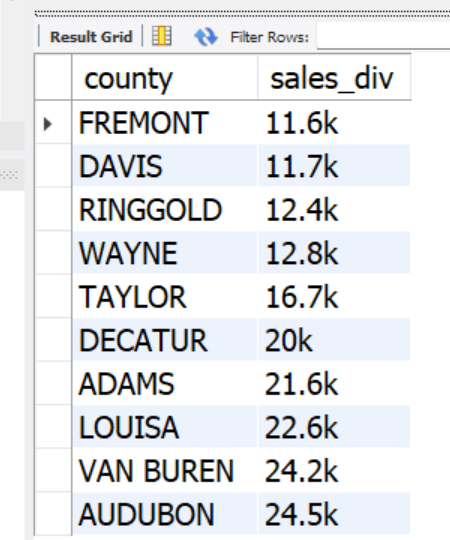 Result Grid Filter Rows:
county sales_div
FREMONT 11.6k
DAVIS 11.7k
RINGGOLD 12.4k
WAYNE 12.8k
TAYLOR 16.7k
DECATUR 20k
ADAMS 21.6k
LOUISA 22.6k
VAN BUREN 24.2k
AUDUBON 24.5k